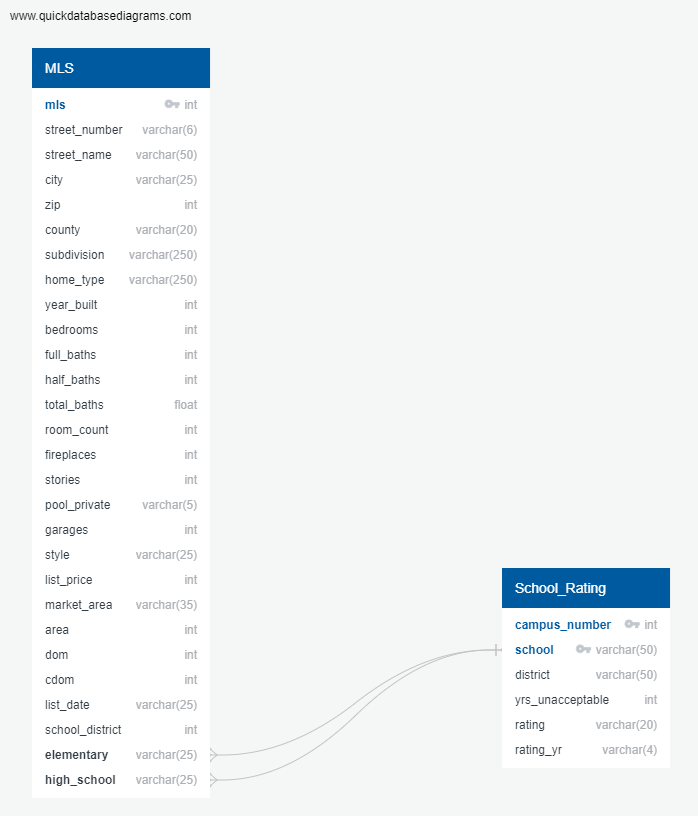 www.quickdatabasediagrams.com
MLS
mls int
street_number varchar(6)
street_name varchar(50)
city varchar(25)
zip int
county varchar(20)
subdivision varchar(250)
home_type varchar(250)
year_built int
bedrooms int
full_baths int
half_baths int
total_baths float
room_count int
fireplaces int
stories int
pool_private varchar(5)
garages int
style varchar(25)
list_price int
market_area varchar(35)
area int
dom int
cdom int
list_date varchar(25)
school_district int
elementary varchar(25)
high_school varchar(25)
School_Rating
campus_number int
school varchar(50)
district varchar(50)
yrs_unacceptable int
rating varchar(20)
rating_yr varchar(4)